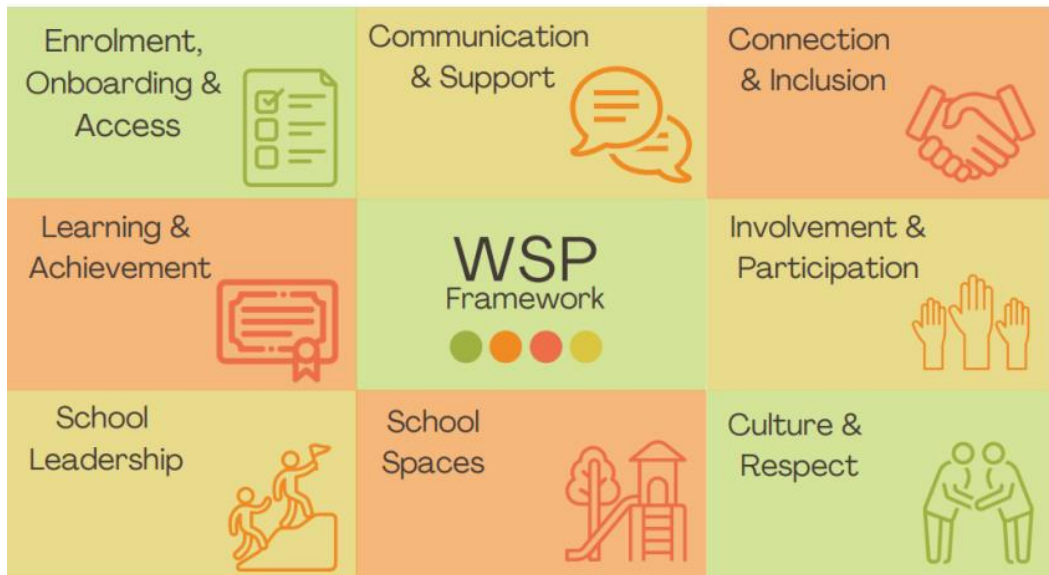 Enrolment,
Onboarding &
Access
Communication
& Support
Connection
& Inclusion
Learning &
Achievement
WSP
Framework
Involvement &
Participation
School
Leadership
School
Spaces
Culture &
Respect